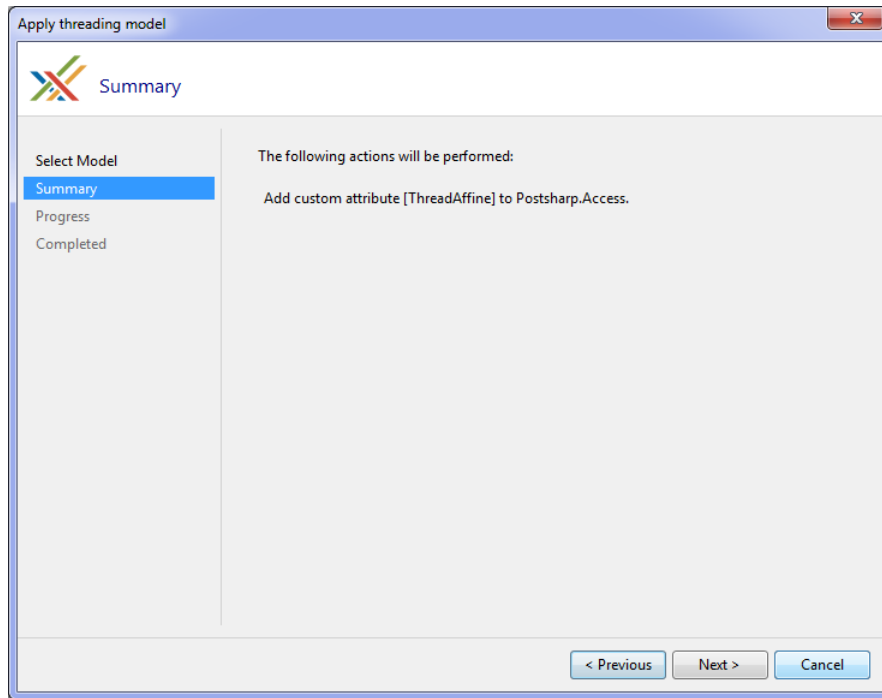 Apply threading model
Summary
Select Model
Summary
Progress
Completed
The following actions will be performed:
Add custom attribute [ThreadAffine] to Postsharp.Access.
< Previous
Next >
Cancel